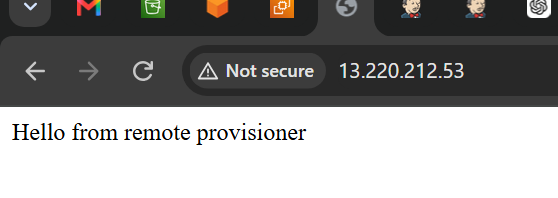 Not secure 13.220.212.53
Hello from remote provisioner